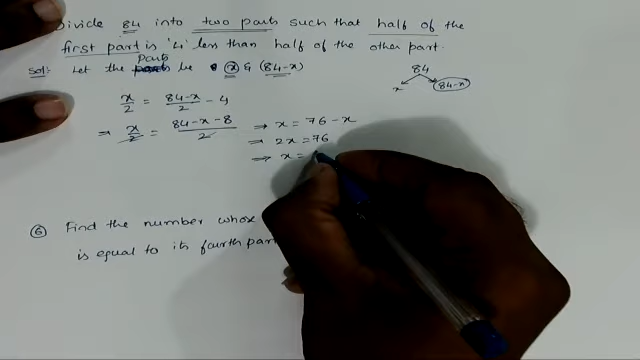 Divide 84 into two parts such that half of the
first part is '4' less than half of the other part.
Sol: Let the parts be x & (84-x)
84
x 84-x
x/2 = 84-x/2 - 4
⇒ x/2 = 84-x-8/2 ⇒ x = 76-x
⇒ 2x = 76
⇒ x =
6 Find the number whose
is equal to its fourth part